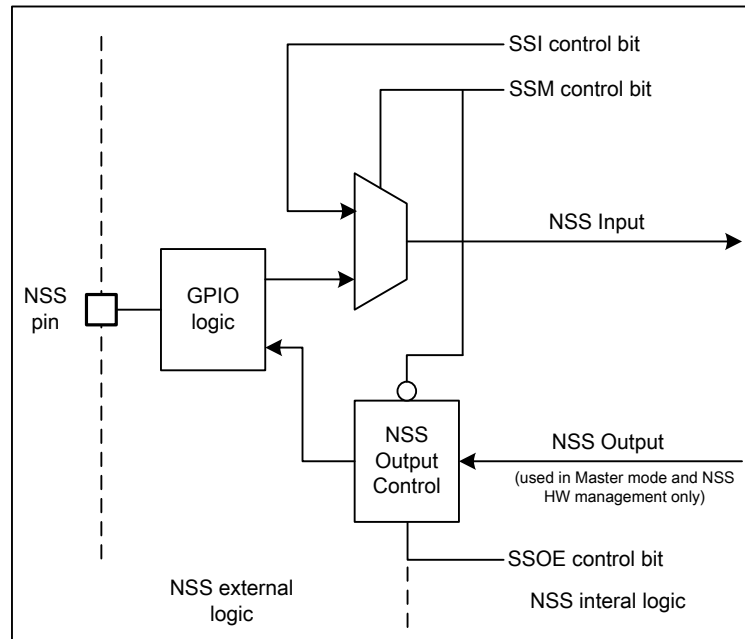 SSI control bit
SSM control bit
NSS Input
NSS
pin
GPIO
logic
NSS
Output
Control
NSS Output
(used in Master mode and NSS
HW management only)
SSOE control bit
NSS external
logic
NSS interal logic